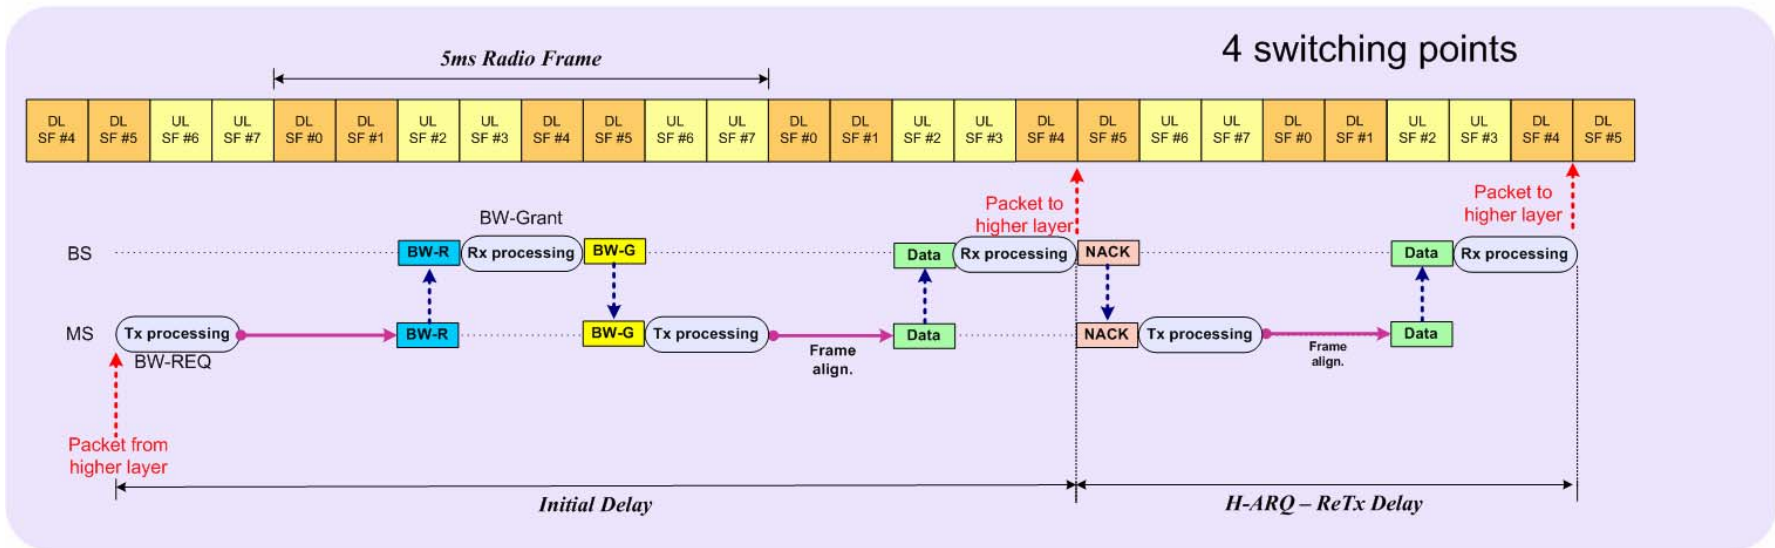 4 switching points
5ms Radio Frame
DL DL UL UL DL DL UL UL DL DL UL UL DL DL UL UL DL DL UL UL DL DL UL UL DL DL
SF #4 SF #5 SF #6 SF #7 SF #0 SF #1 SF #2 SF #3 SF #4 SF #5 SF #6 SF #7 SF #0 SF #1 SF #2 SF #3 SF #4 SF #5 SF #6 SF #7 SF #0 SF #1 SF #2 SF #3 SF #4 SF #5
Packet to
higher layer
Packet to
higher layer
BW-Grant
BS BW-R Rx processing BW-G Data Rx processing NACK Data Rx processing
MS Tx processing BW-R BW-G Tx processing Data NACK Tx processing Data
BW-REQ
Frame
align.
Frame
align.
Packet from
higher layer
Initial Delay
H-ARQ – ReTx Delay